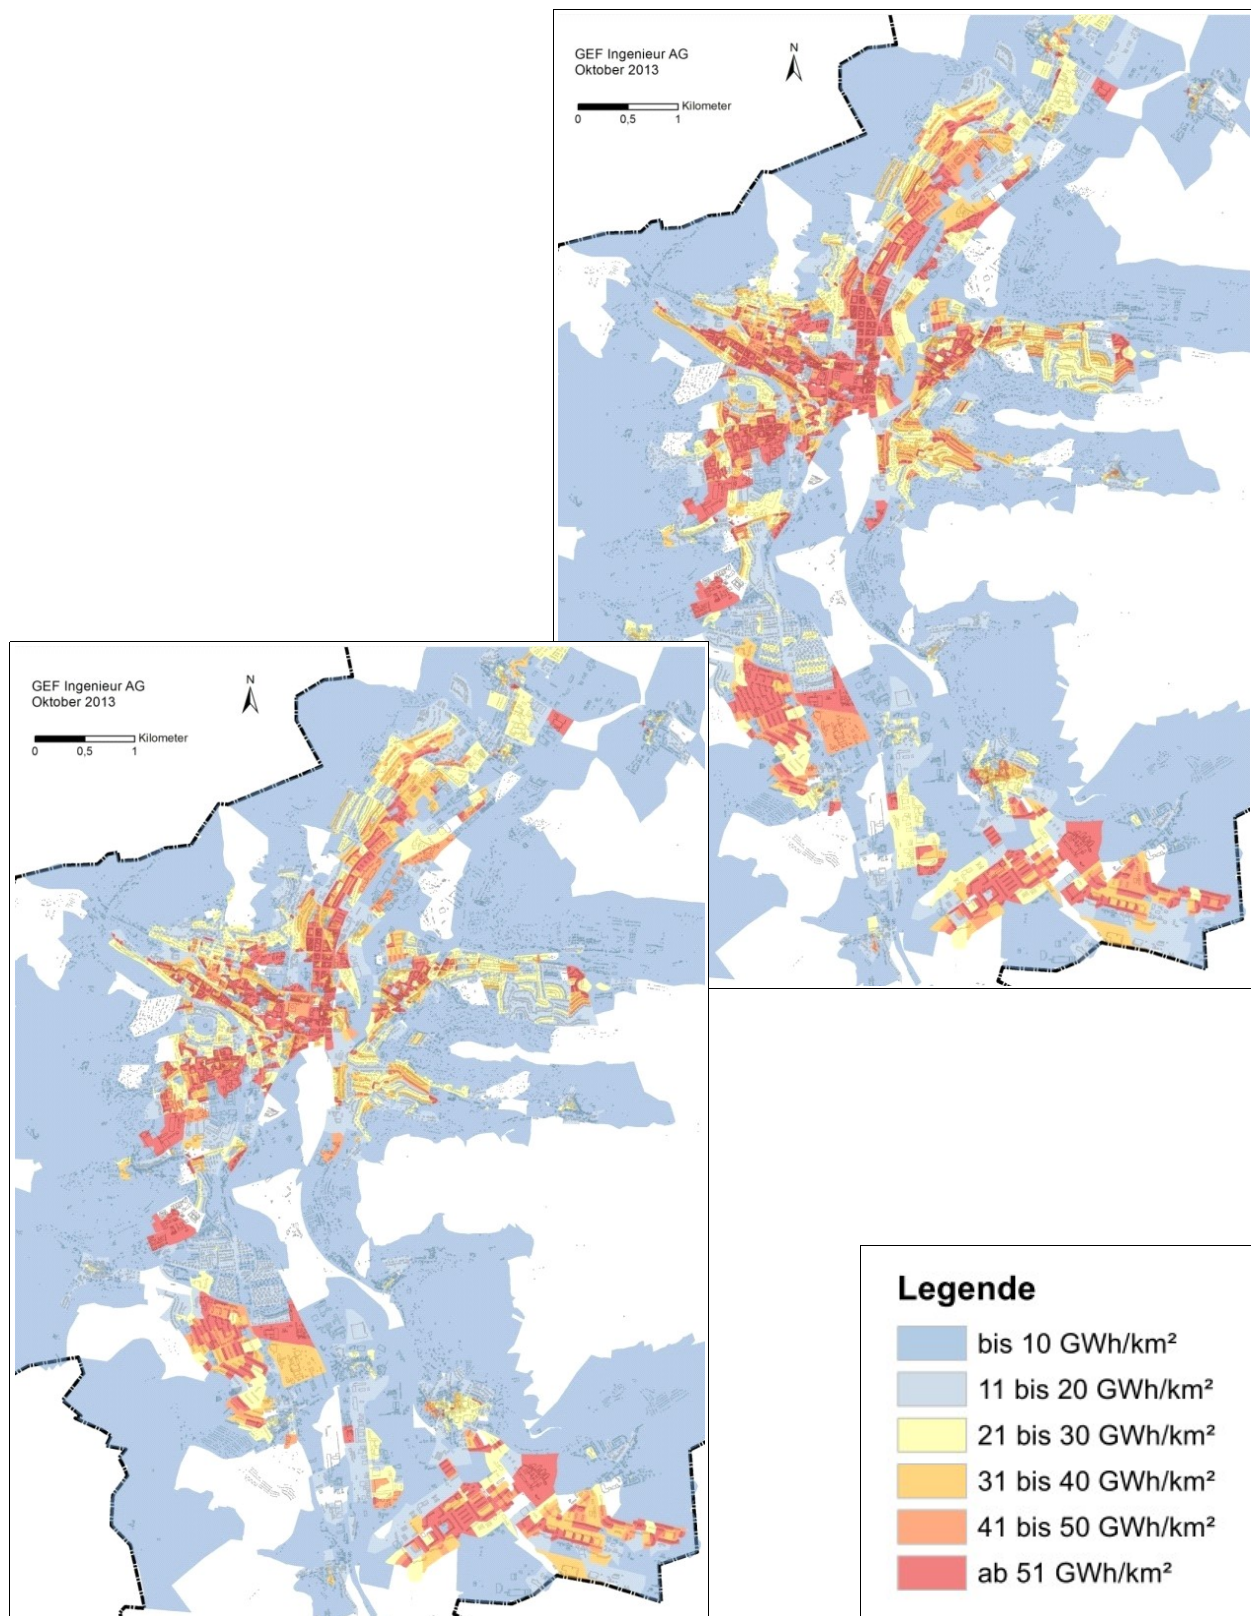 GEF Ingenieur AG
Oktober 2013
N
Kilometer
0 0,5 1
GEF Ingenieur AG
Oktober 2013
N
Kilometer
0 0,5 1
Legende
bis 10 GWh/km²
11 bis 20 GWh/km²
21 bis 30 GWh/km²
31 bis 40 GWh/km²
41 bis 50 GWh/km²
ab 51 GWh/km²